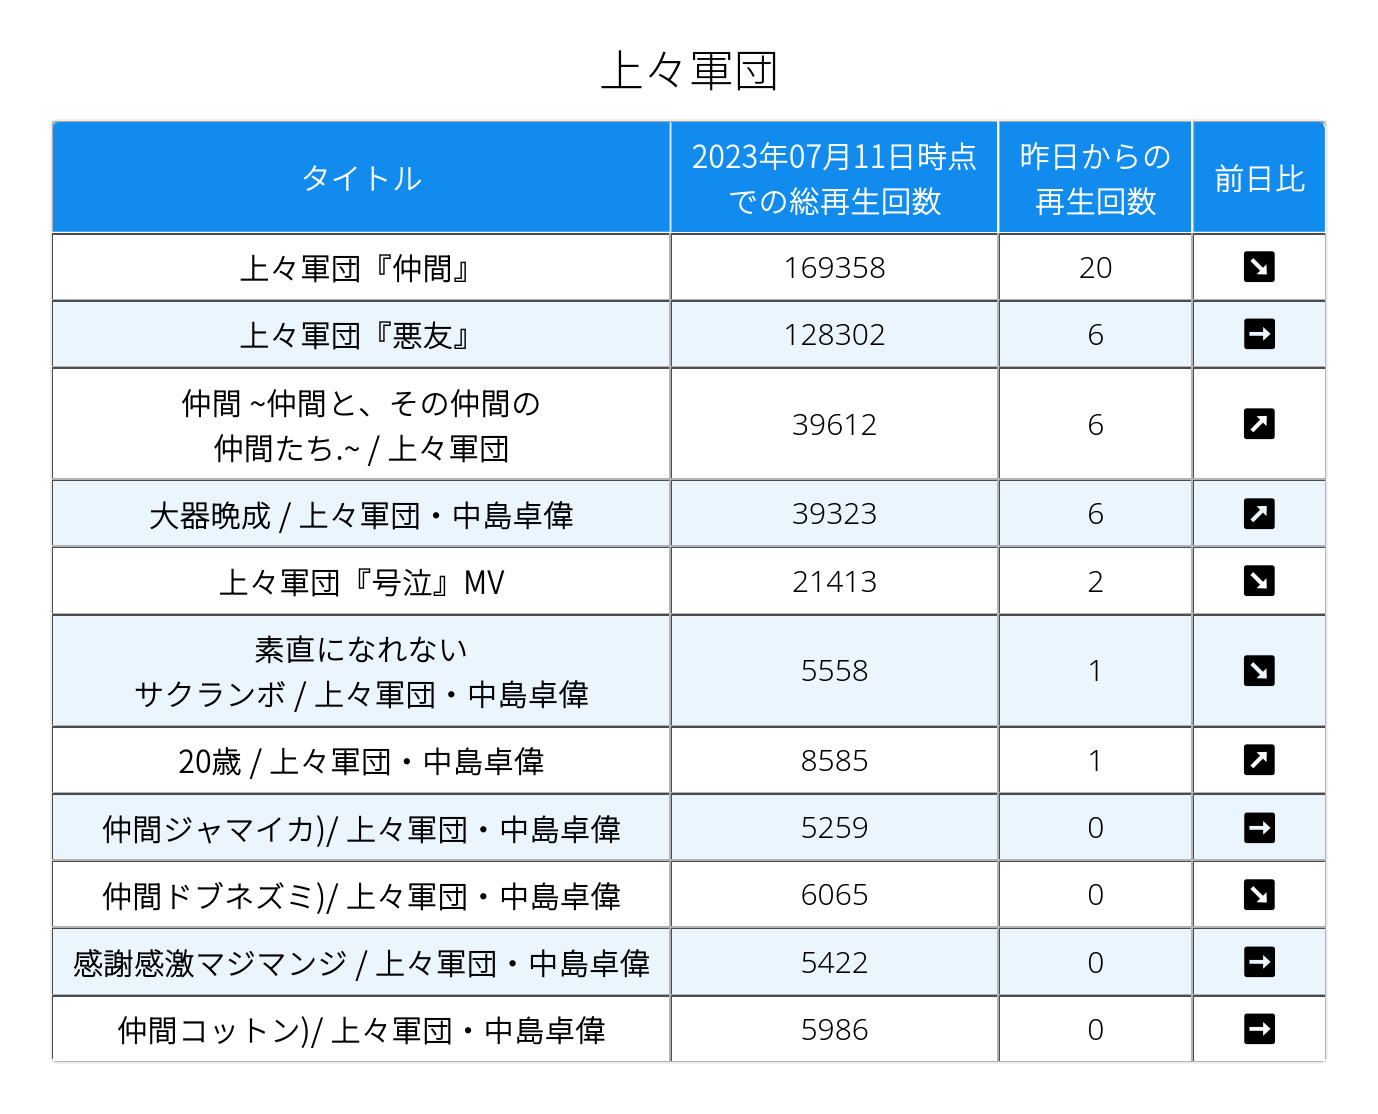 上々軍団
タイトル
2023年07月11日時点
での総再生回数
昨日からの
再生回数
前日比
上々軍団『仲間』
169358
20
上々軍団『悪友』
128302
6
仲間 ~仲間と、その仲間の
仲間たち.~ / 上々軍団
39612
6
大器晩成 / 上々軍団・中島卓偉
39323
6
上々軍団『号泣』MV
21413
2
素直になれない
サクランボ / 上々軍団・中島卓偉
5558
1
20歳 / 上々軍団・中島卓偉
8585
1
仲間ジャマイカ)/ 上々軍団・中島卓偉
5259
0
仲間ドブネズミ)/ 上々軍団・中島卓偉
6065
0
感謝感激マジマンジ / 上々軍団・中島卓偉
5422
0
仲間コットン)/ 上々軍団・中島卓偉
5986
0